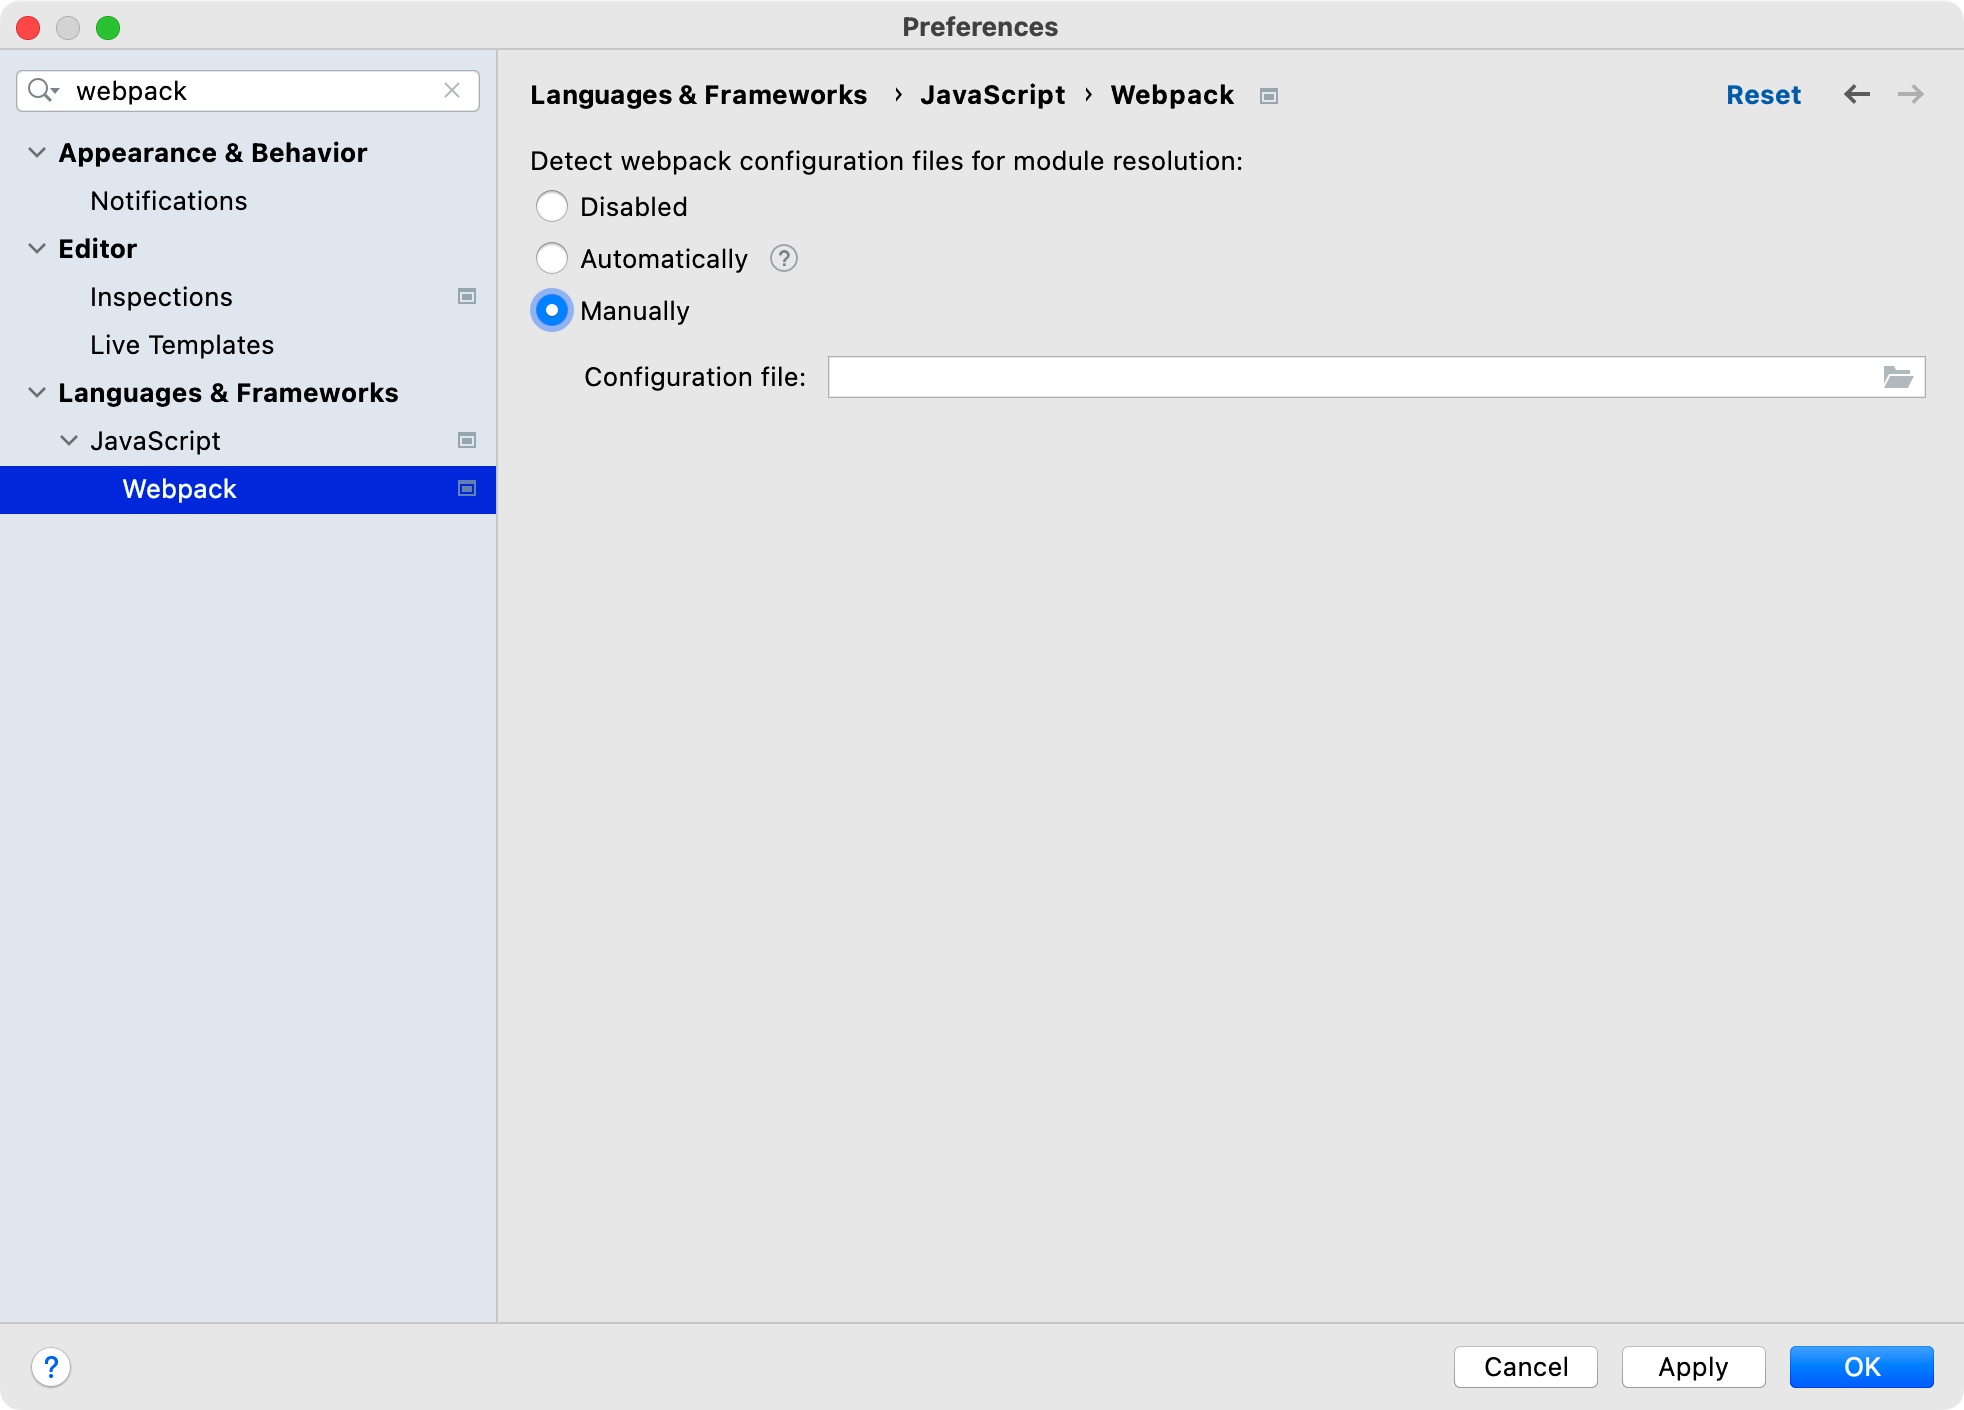 Preferences
webpack
Appearance & Behavior
Notifications
Editor
Inspections
Live Templates
Languages & Frameworks
JavaScript
Webpack
Languages & Frameworks › JavaScript › Webpack
Reset
Detect webpack configuration files for module resolution:
Disabled
Automatically ?
Manually
Configuration file:
?
Cancel
Apply
OK